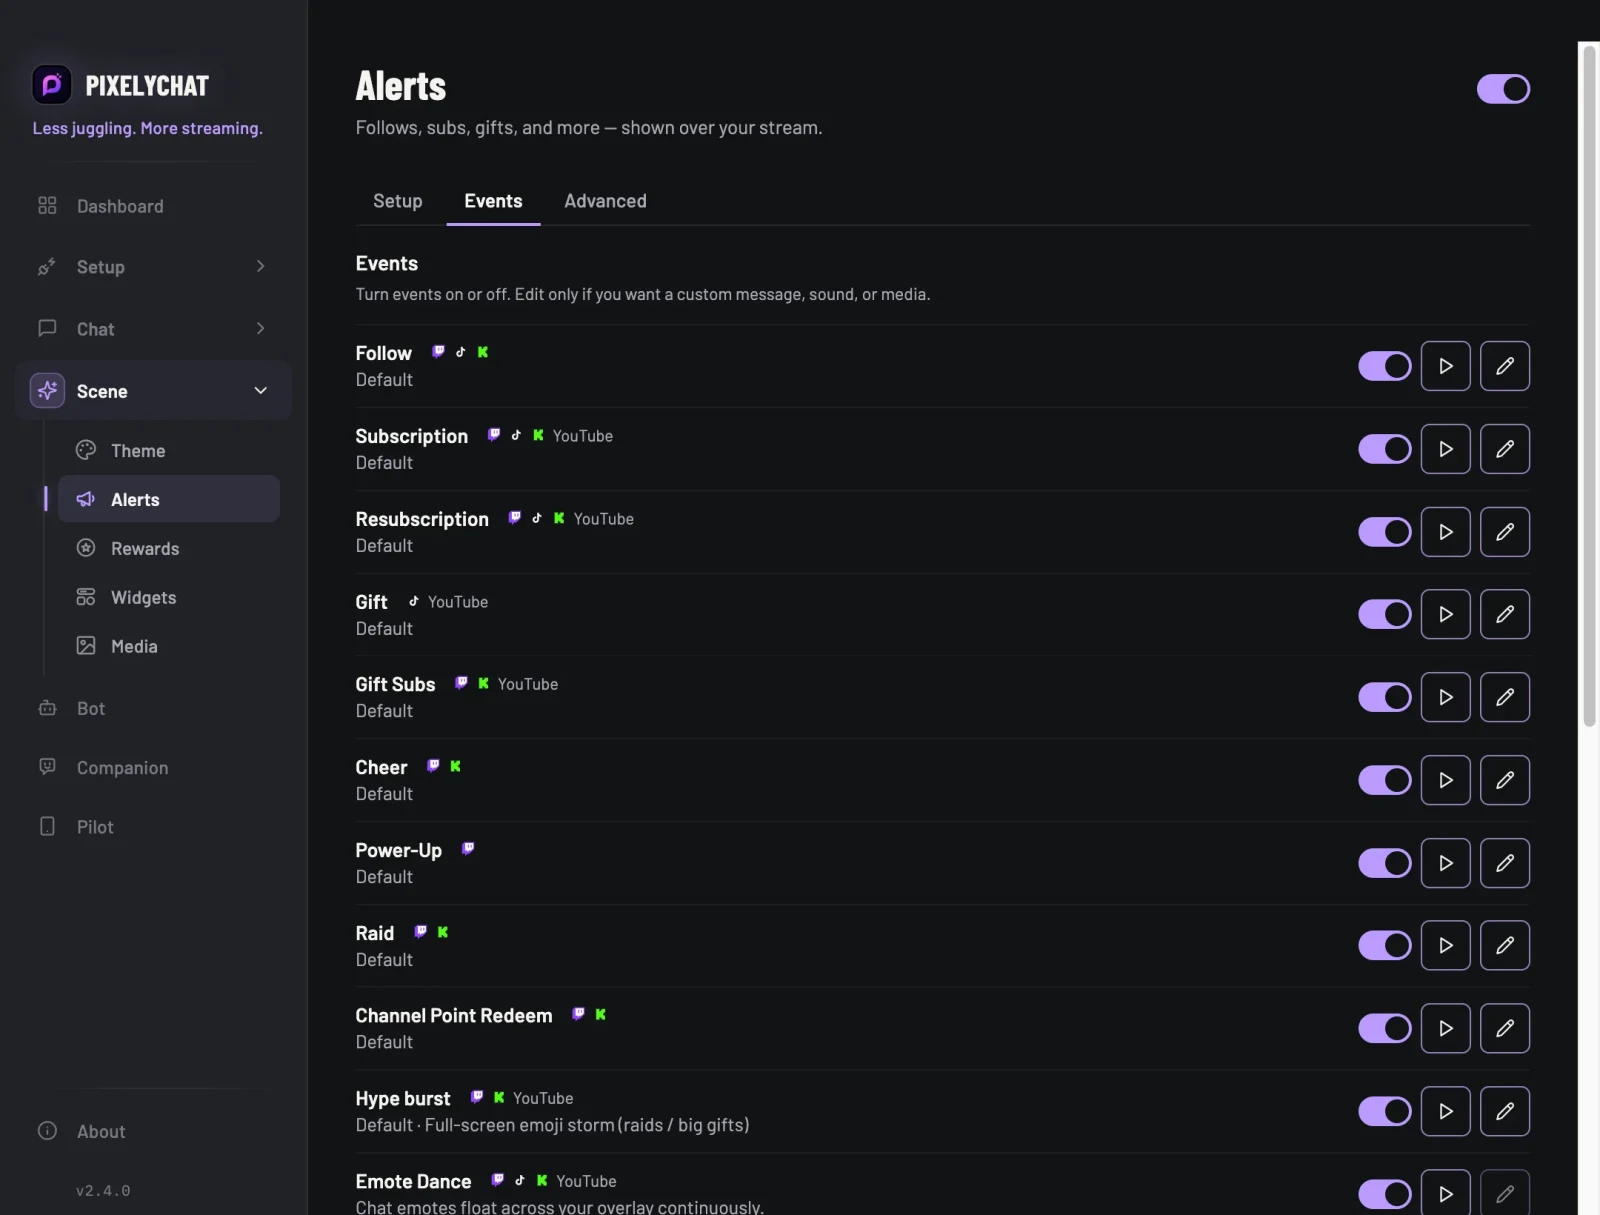 PIXELYCHAT
Less juggling. More streaming.
Dashboard
Setup
Chat
Scene
Theme
Alerts
Rewards
Widgets
Media
Bot
Companion
Pilot
About
v2.4.0
Alerts
Follows, subs, gifts, and more — shown over your stream.
Setup Events Advanced
Events
Turn events on or off. Edit only if you want a custom message, sound, or media.
Follow
Default
Subscription YouTube
Default
Resubscription YouTube
Default
Gift YouTube
Default
Gift Subs YouTube
Default
Cheer
Default
Power-Up
Default
Raid
Default
Channel Point Redeem
Default
Hype burst YouTube
Default · Full-screen emoji storm (raids / big gifts)
Emote Dance YouTube
Chat emotes float across your overlay continuously.